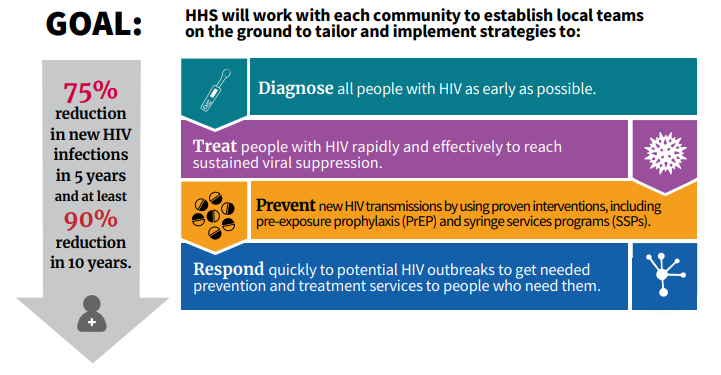 GOAL:
HHS will work with each community to establish local teams
on the ground to tailor and implement strategies to:
75%
reduction
in new HIV
infections
in 5 years
and at least
90%
reduction
in 10 years.
Diagnose all people with HIV as early as possible.
Treat people with HIV rapidly and effectively to reach
sustained viral suppression.
Prevent new HIV transmissions by using proven interventions, including
pre-exposure prophylaxis (PrEP) and syringe services programs (SSPs).
Respond quickly to potential HIV outbreaks to get needed
prevention and treatment services to people who need them.